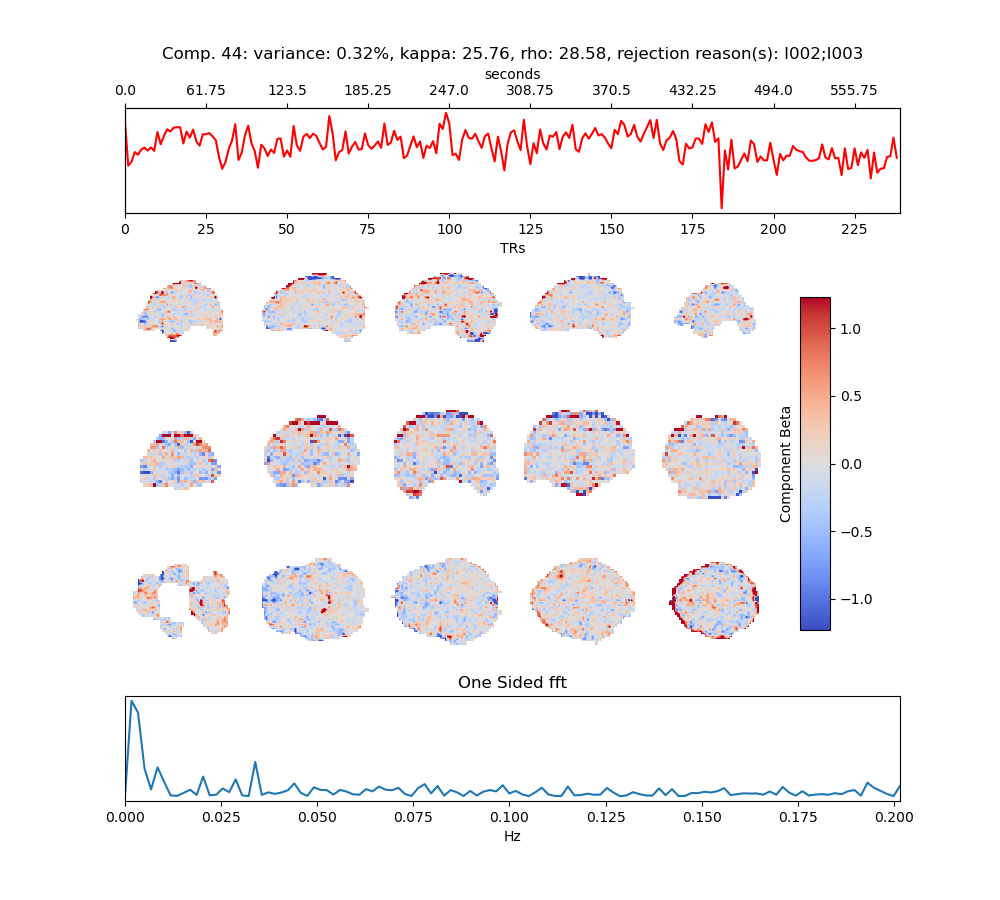 Comp. 44: variance: 0.32%, kappa: 25.76, rho: 28.58, rejection reason(s): I002;I003
seconds
0.0 61.75 123.5 185.25 247.0 308.75 370.5 432.25 494.0 555.75
0 25 50 75 100 125 150 175 200 225
TRs
1.0
0.5
0.0
−0.5
−1.0
Component Beta
One Sided fft
0.000 0.025 0.050 0.075 0.100 0.125 0.150 0.175 0.200
Hz